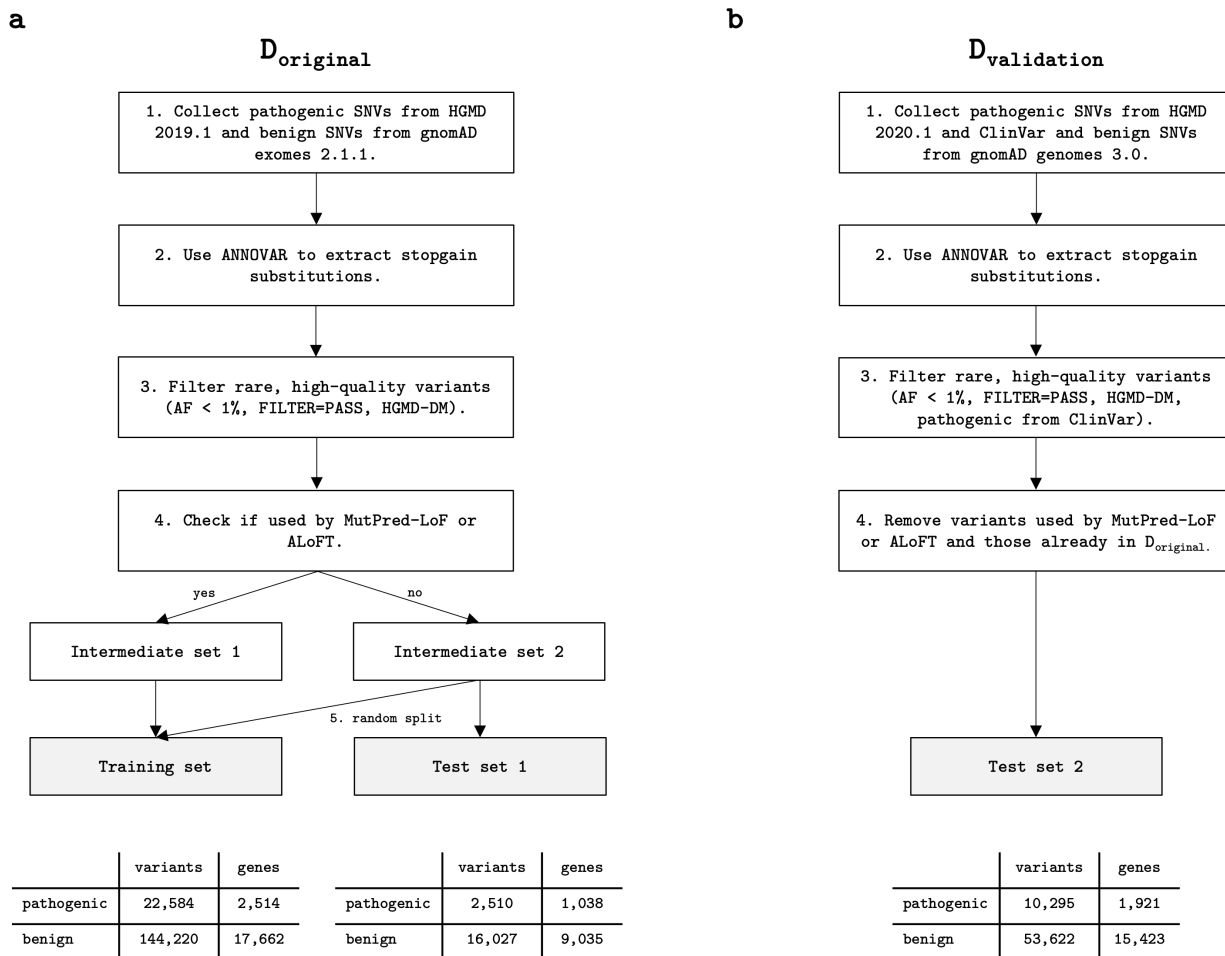 a
D_original
1. Collect pathogenic SNVs from HGMD
2019.1 and benign SNVs from gnomAD
exomes 2.1.1.
2. Use ANNOVAR to extract stopgain
substitutions.
3. Filter rare, high-quality variants
(AF < 1%, FILTER=PASS, HGMD-DM).
4. Check if used by MutPred-LoF or
ALoFT.
yes
no
Intermediate set 1
Intermediate set 2
5. random split
Training set
Test set 1
variants genes
pathogenic 22,584 2,514
benign 144,220 17,662
variants genes
pathogenic 2,510 1,038
benign 16,027 9,035
b
D_validation
1. Collect pathogenic SNVs from HGMD
2020.1 and ClinVar and benign SNVs
from gnomAD genomes 3.0.
2. Use ANNOVAR to extract stopgain
substitutions.
3. Filter rare, high-quality variants
(AF < 1%, FILTER=PASS, HGMD-DM,
pathogenic from ClinVar).
4. Remove variants used by MutPred-LoF
or ALoFT and those already in D_original.
Test set 2
variants genes
pathogenic 10,295 1,921
benign 53,622 15,423